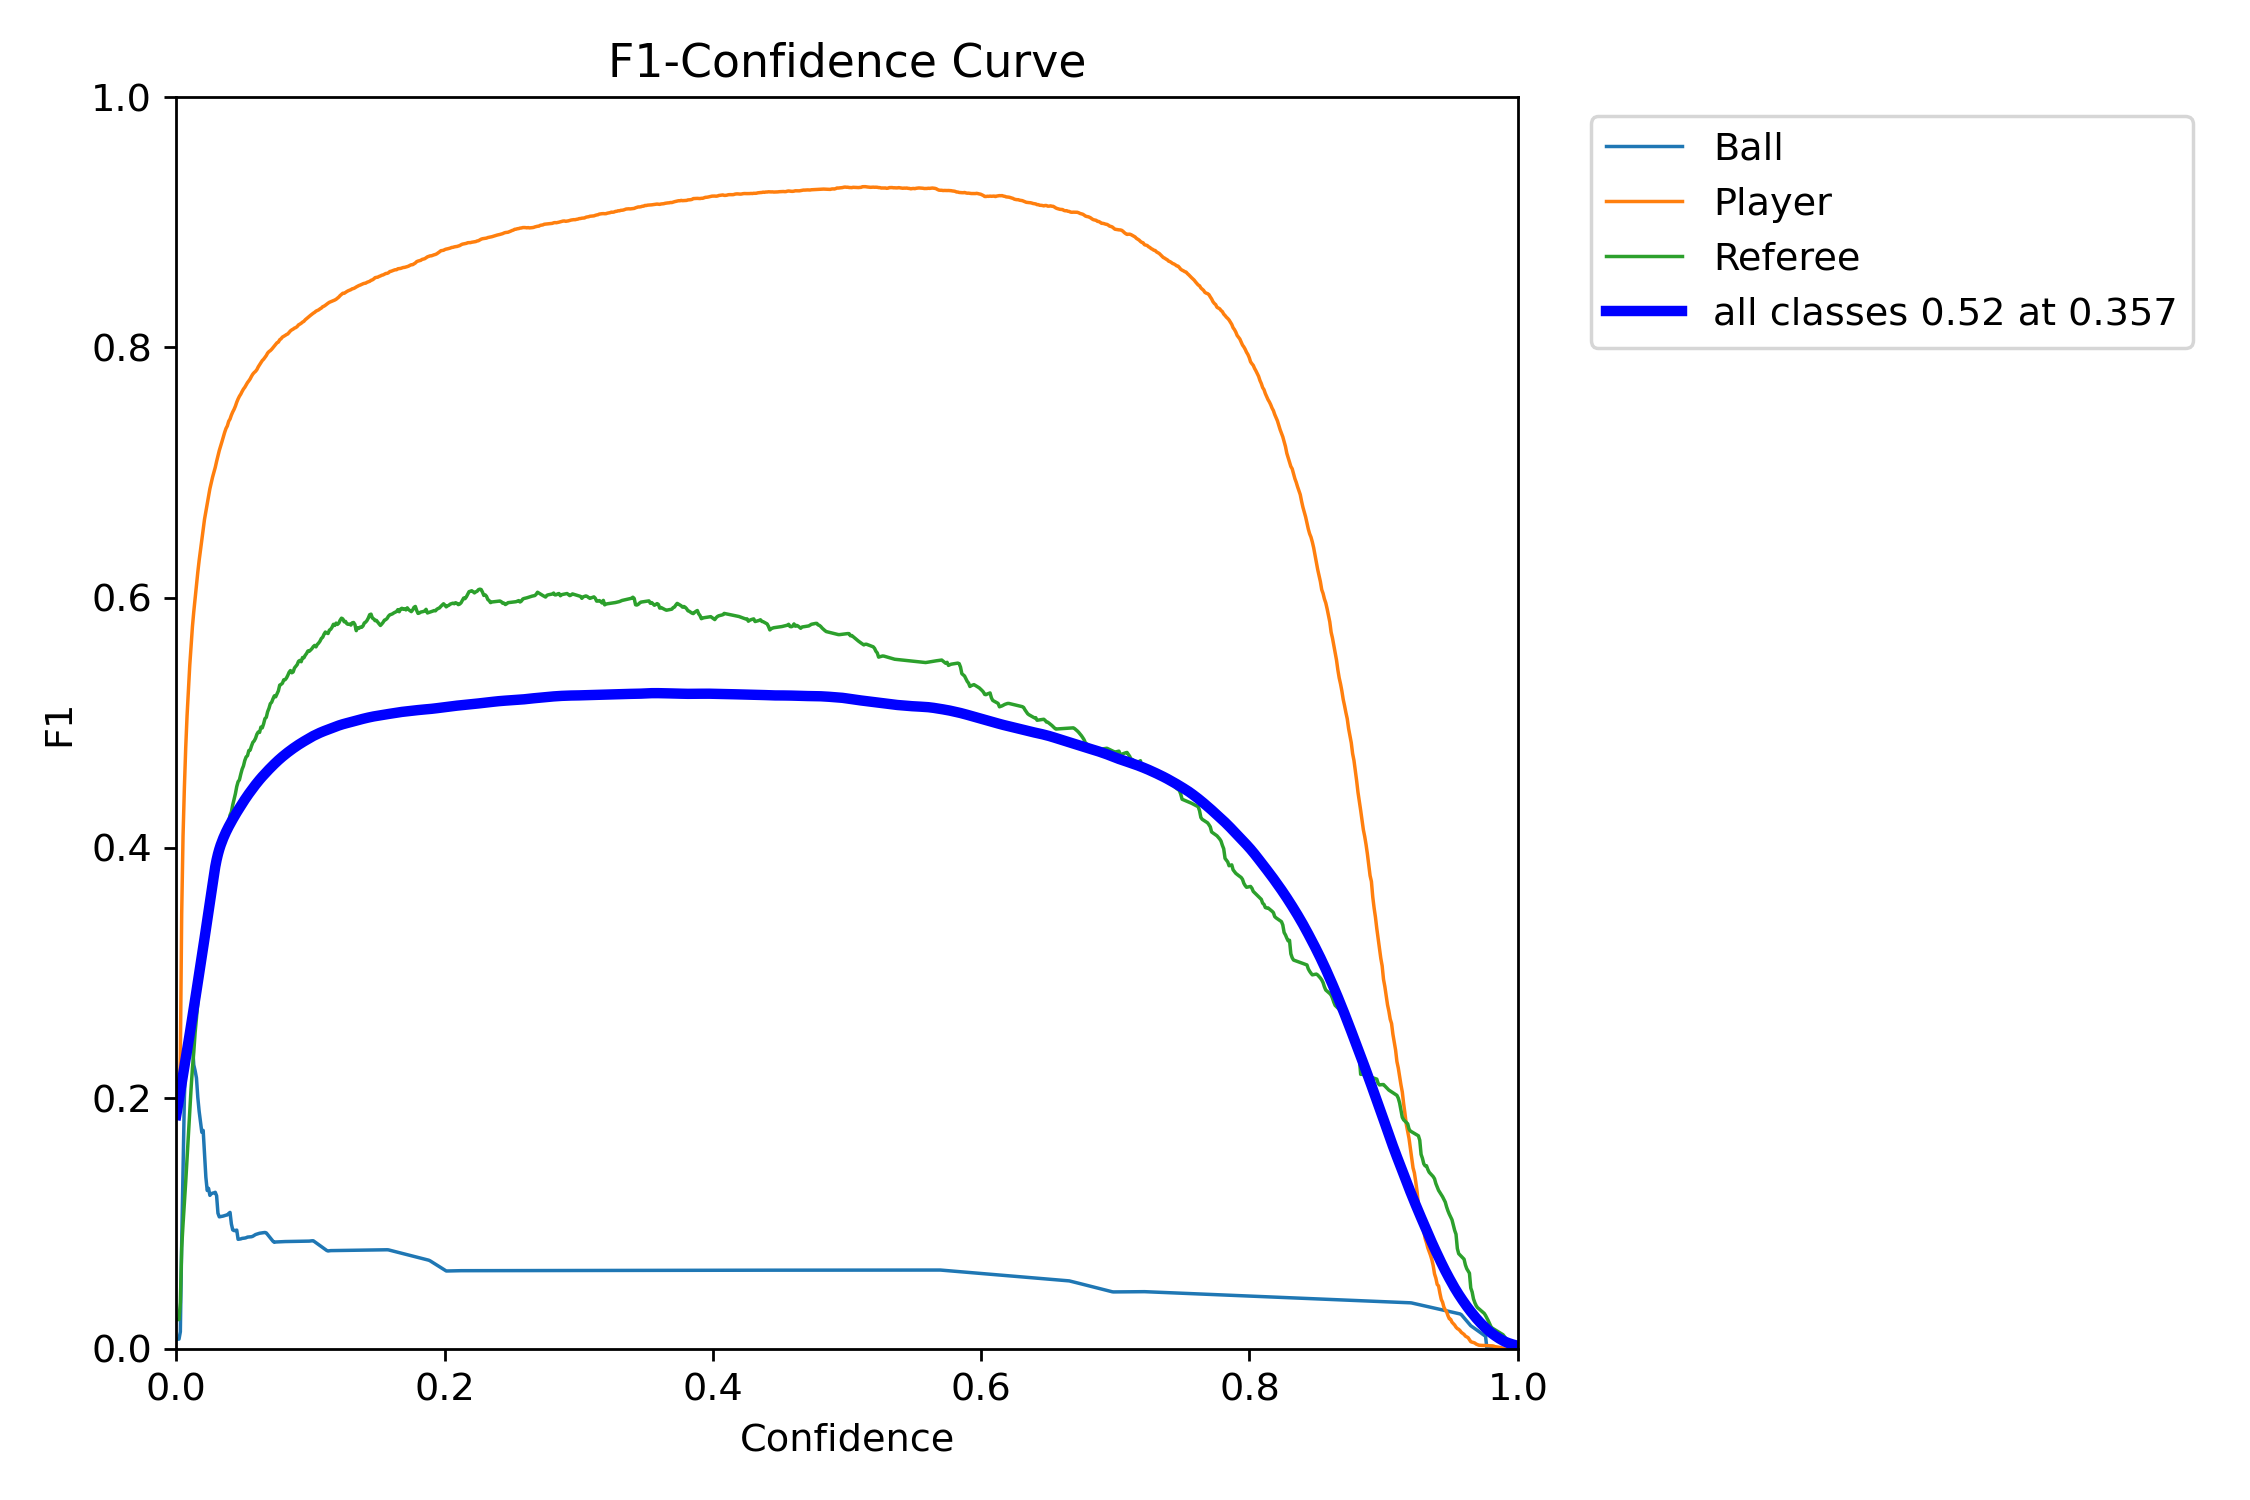 F1-Confidence Curve
1.0
0.8
0.6
0.4
0.2
0.0
F1
0.0 0.2 0.4 0.6 0.8 1.0
Confidence
Ball
Player
Referee
all classes 0.52 at 0.357